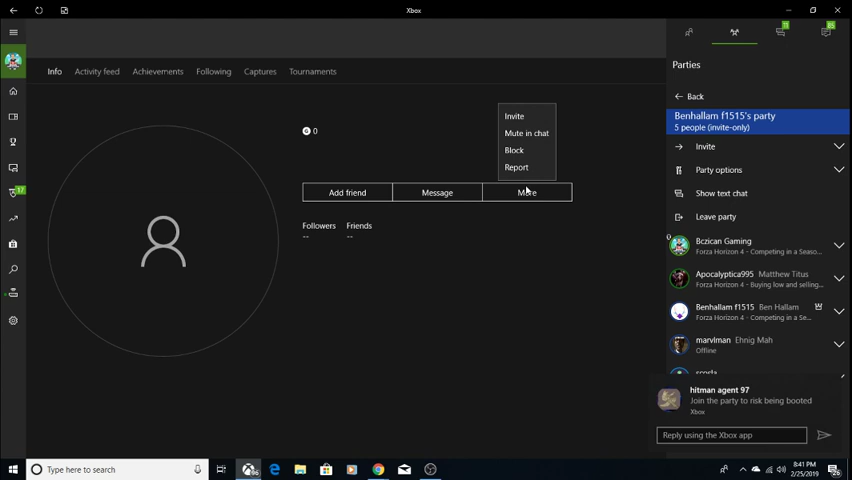 Xbox
11
85
Info Activity feed Achievements Following Captures Tournaments
Parties
Back
Benhallam f1515's party
5 people (invite-only)
Invite
Party options
Show text chat
Leave party
Invite
Mute in chat
Block
Report
G 0
Add friend Message More
Followers Friends
-- --
17
Bczican Gaming
Forza Horizon 4 - Competing in a Seaso...
Apocalyptica995 Matthew Titus
Forza Horizon 4 - Buying low and selling...
Benhallam f1515 Ben Hallam
Forza Horizon 4 - Competing in a Se...
marvlman Ehnig Mah
Offline
hitman agent 97
Join the party to risk being booted
Xbox
Reply using the Xbox app
Type here to search
96
8:41 PM
2/25/2019